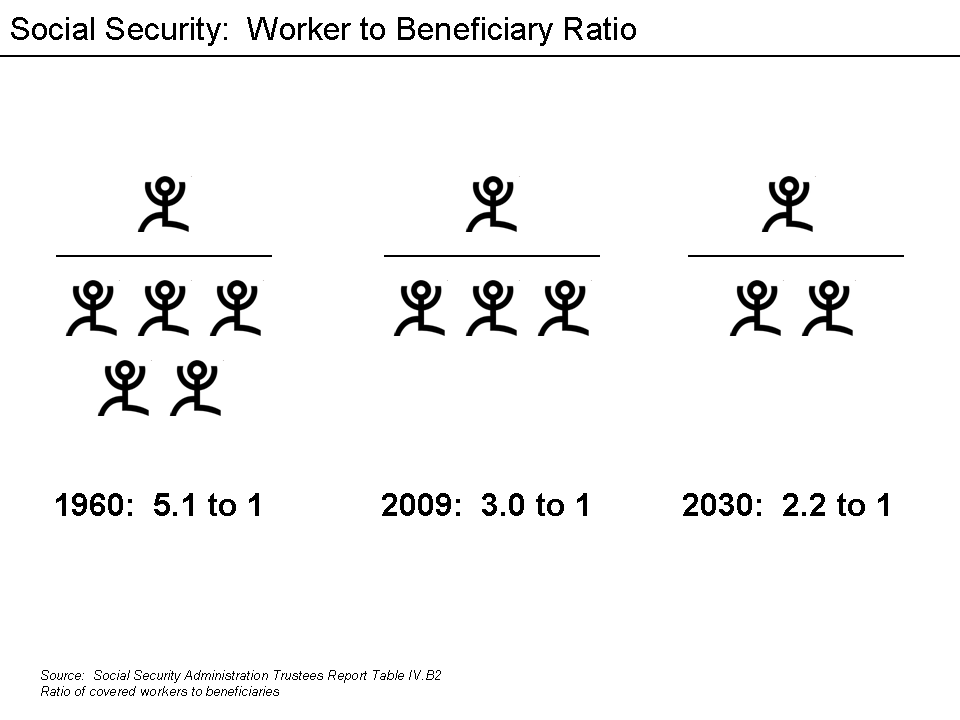 Social Security:  Worker to Beneficiary Ratio
1960:  5.1 to 1
2009:  3.0 to 1
2030:  2.2 to 1
Source:  Social Security Administration Trustees Report Table IV.B2
Ratio of covered workers to beneficiaries